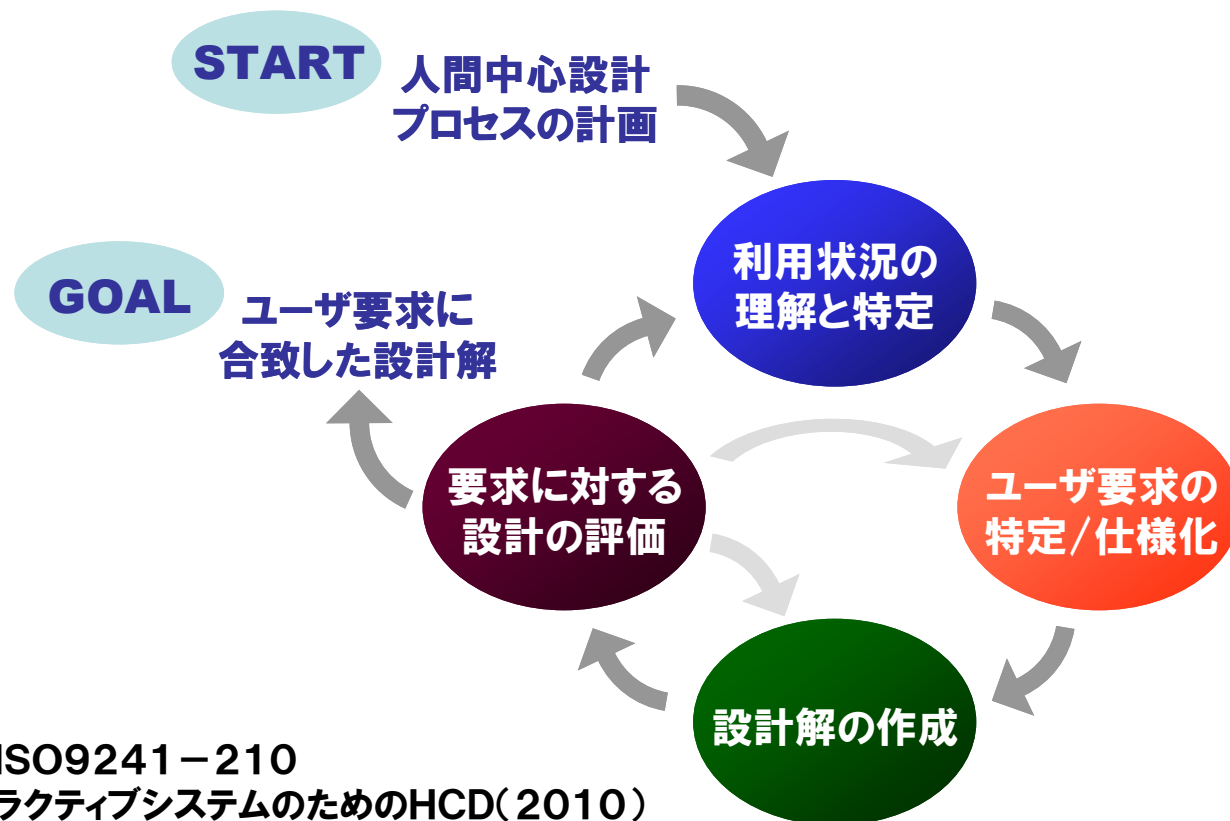 START
人間中心設計
プロセスの計画
利用状況の
理解と特定
GOAL
ユーザ要求に
合致した設計解
要求に対する
設計の評価
ユーザ要求の
特定/仕様化
設計解の作成
ISO9241−210
ラクティブシステムのためのHCD(2010)